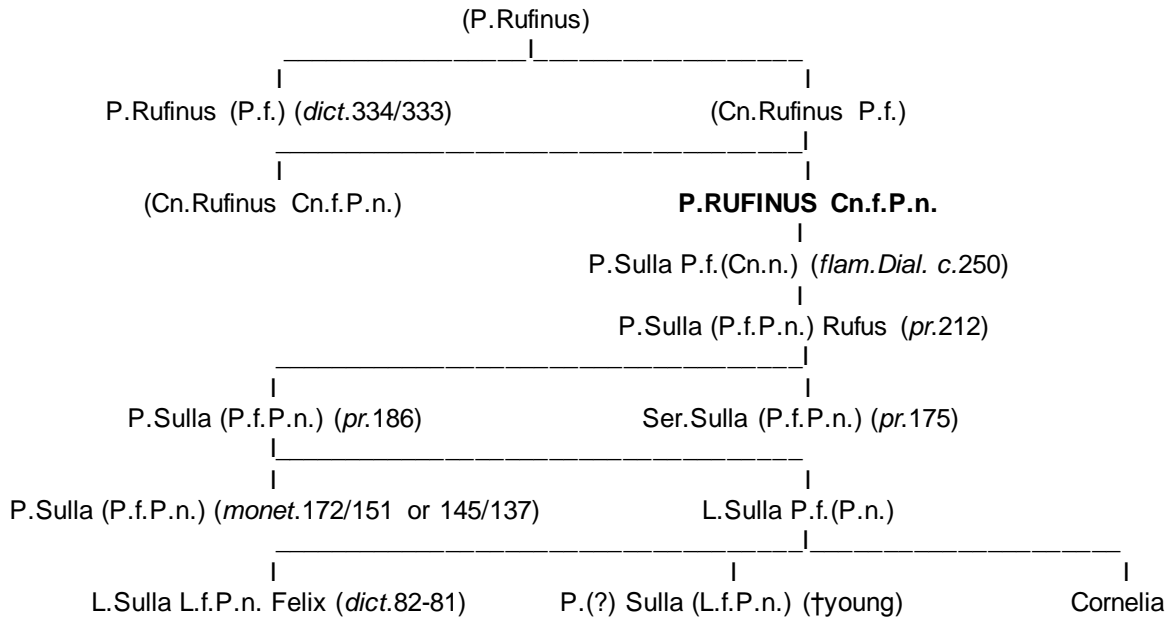 (P.Rufinus)
P.Rufinus (P.f.) (dict.334/333) (Cn.Rufinus P.f.)
(Cn.Rufinus Cn.f.P.n.) P.RUFINUS Cn.f.P.n.
P.Sulla P.f.(Cn.n.) (flam.Dial. c.250)
P.Sulla (P.f.P.n.) Rufus (pr.212)
P.Sulla (P.f.P.n.) (pr.186) Ser.Sulla (P.f.P.n.) (pr.175)
P.Sulla (P.f.P.n.) (monet.172/151 or 145/137) L.Sulla P.f.(P.n.)
L.Sulla L.f.P.n. Felix (dict.82-81) P.(?) Sulla (L.f.P.n.) (†young) Cornelia